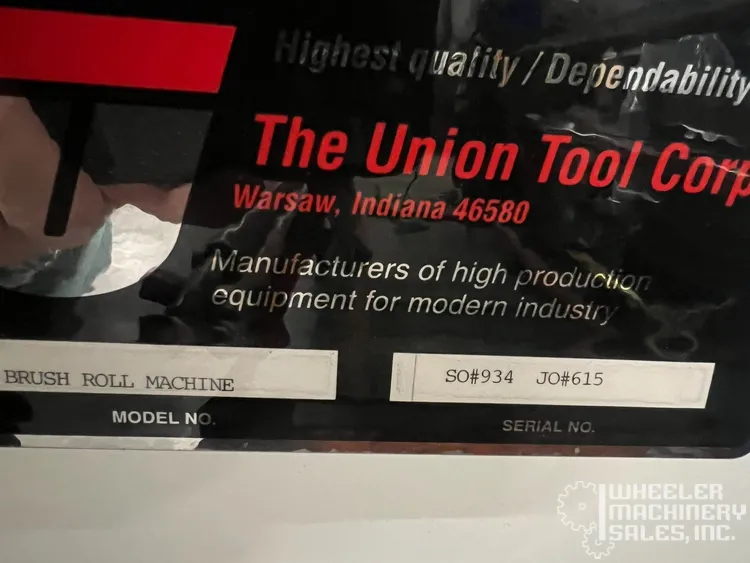 Highest quality / Dependability
The Union Tool Corp
Warsaw, Indiana 46580
Manufacturers of high production
equipment for modern industry
BRUSH ROLL MACHINE
SO#934 JO#615
MODEL NO.
SERIAL NO.
WHEELER
MACHINERY
SALES, INC.